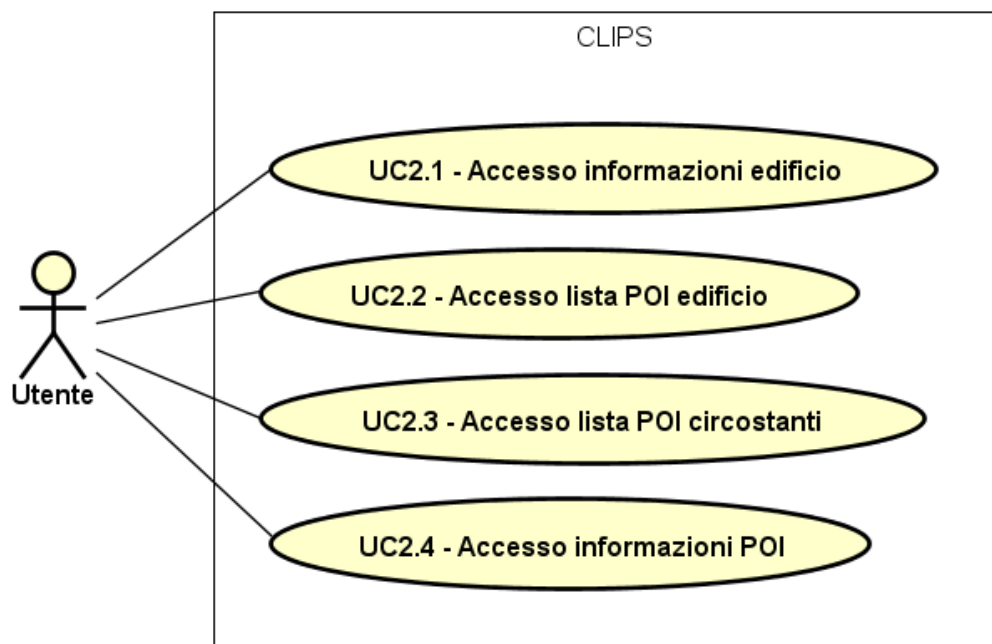 CLIPS
UC2.1 - Accesso informazioni edificio
UC2.2 - Accesso lista POI edificio
Utente
UC2.3 - Accesso lista POI circostanti
UC2.4 - Accesso informazioni POI